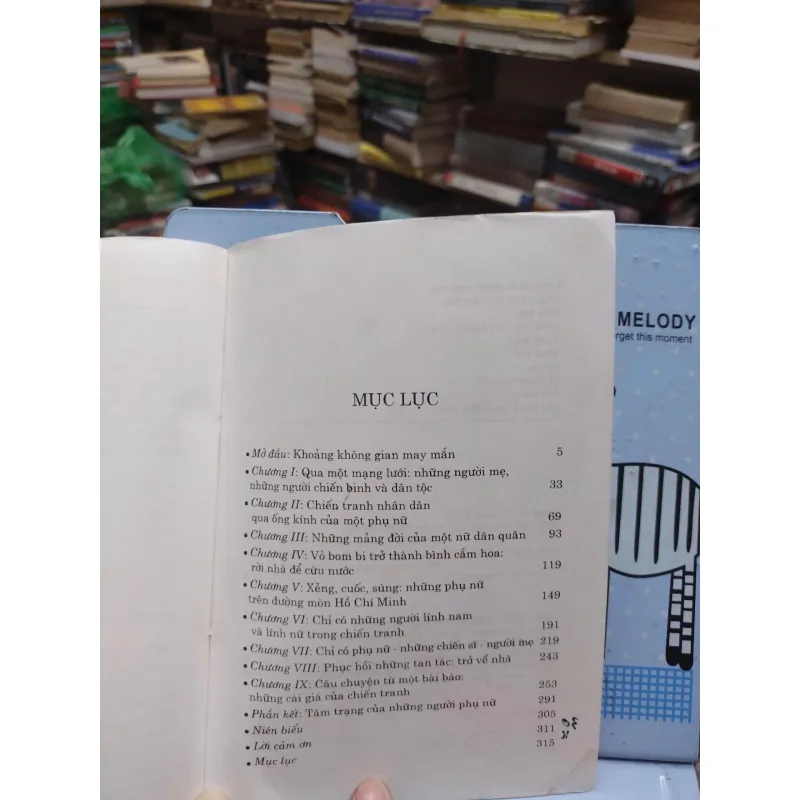 MỤC LỤC
• Mở đầu: Khoảng không gian may mắn 5
• Chương I: Qua một mạng lưới: những người mẹ,
những người chiến binh và dân tộc 33
• Chương II: Chiến tranh nhân dân
qua ống kính của một phụ nữ 69
• Chương III: Những mảng đời của một nữ dân quân 93
• Chương IV: Vỏ bom bi trở thành bình cắm hoa:
rời nhà để cứu nước 119
• Chương V: Xẻng, cuốc, súng: những phụ nữ
trên đường mòn Hồ Chí Minh 149
• Chương VI: Chỉ có những người lính nam
và lính nữ trong chiến tranh 191
• Chương VII: Chỉ có phụ nữ - những chiến sĩ - người mẹ 219
• Chương VIII: Phục hồi những tan tác: trở về nhà 243
• Chương IX: Câu chuyện từ một bài báo:
những cái giá của chiến tranh 253
• Phần kết: Tâm trạng của những người phụ nữ 291
• Niên biểu 305
• Lời cảm ơn 311
• Mục lục 315
MELODY
rget this moment